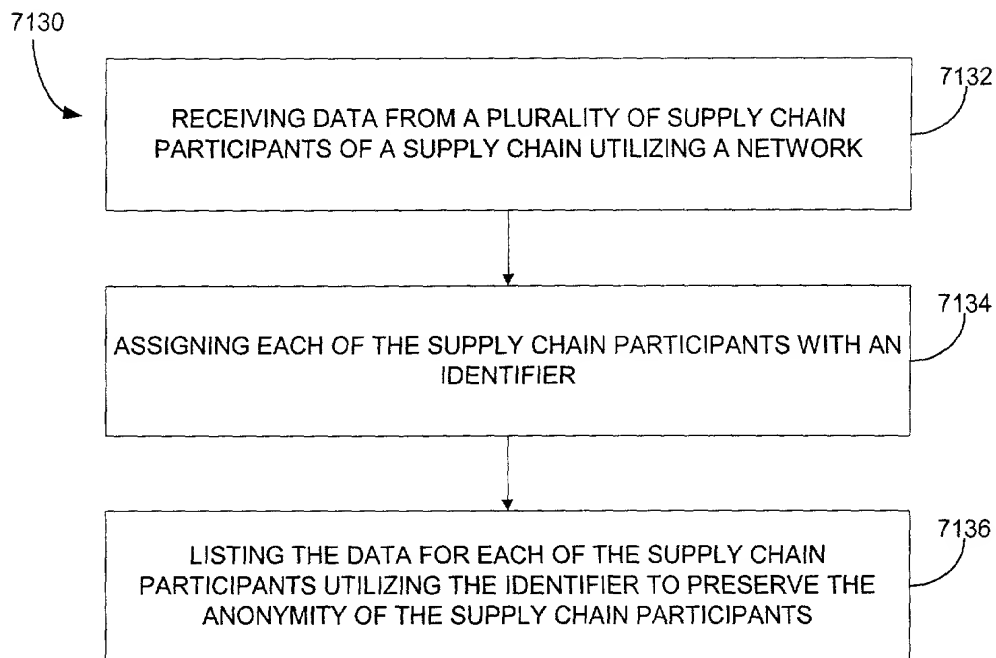 7130
7132
RECEIVING DATA FROM A PLURALITY OF SUPPLY CHAIN
PARTICIPANTS OF A SUPPLY CHAIN UTILIZING A NETWORK
7134
ASSIGNING EACH OF THE SUPPLY CHAIN PARTICIPANTS WITH AN
IDENTIFIER
7136
LISTING THE DATA FOR EACH OF THE SUPPLY CHAIN
PARTICIPANTS UTILIZING THE IDENTIFIER TO PRESERVE THE
ANONYMITY OF THE SUPPLY CHAIN PARTICIPANTS